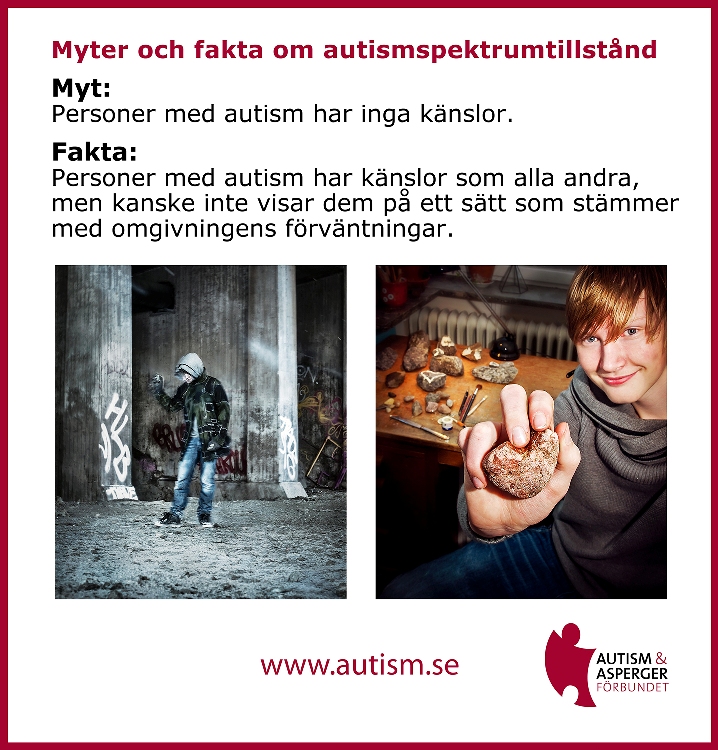 Myter och fakta om autismspektrumtillstånd
Myt:
Personer med autism har inga känslor.
Fakta:
Personer med autism har känslor som alla andra,
men kanske inte visar dem på ett sätt som stämmer
med omgivningens förväntningar.
www.autism.se
AUTISM &
ASPERGER
FÖRBUNDET